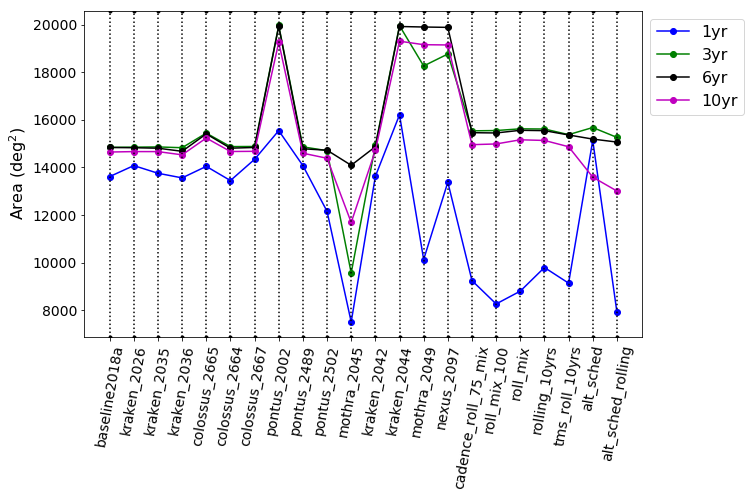 20000
18000
16000
14000
12000
10000
8000
Area (deg²)
1yr
3yr
6yr
10yr
baseline2018a
kraken_2026
kraken_2035
kraken_2036
colossus_2665
colossus_2664
colossus_2667
pontus_2002
pontus_2489
pontus_2502
mothra_2045
kraken_2042
kraken_2044
mothra_2049
nexus_2097
cadence_roll_75_mix
roll_mix_100
roll_mix
rolling_10yrs
tms_roll_10yrs
alt_sched
alt_sched_rolling